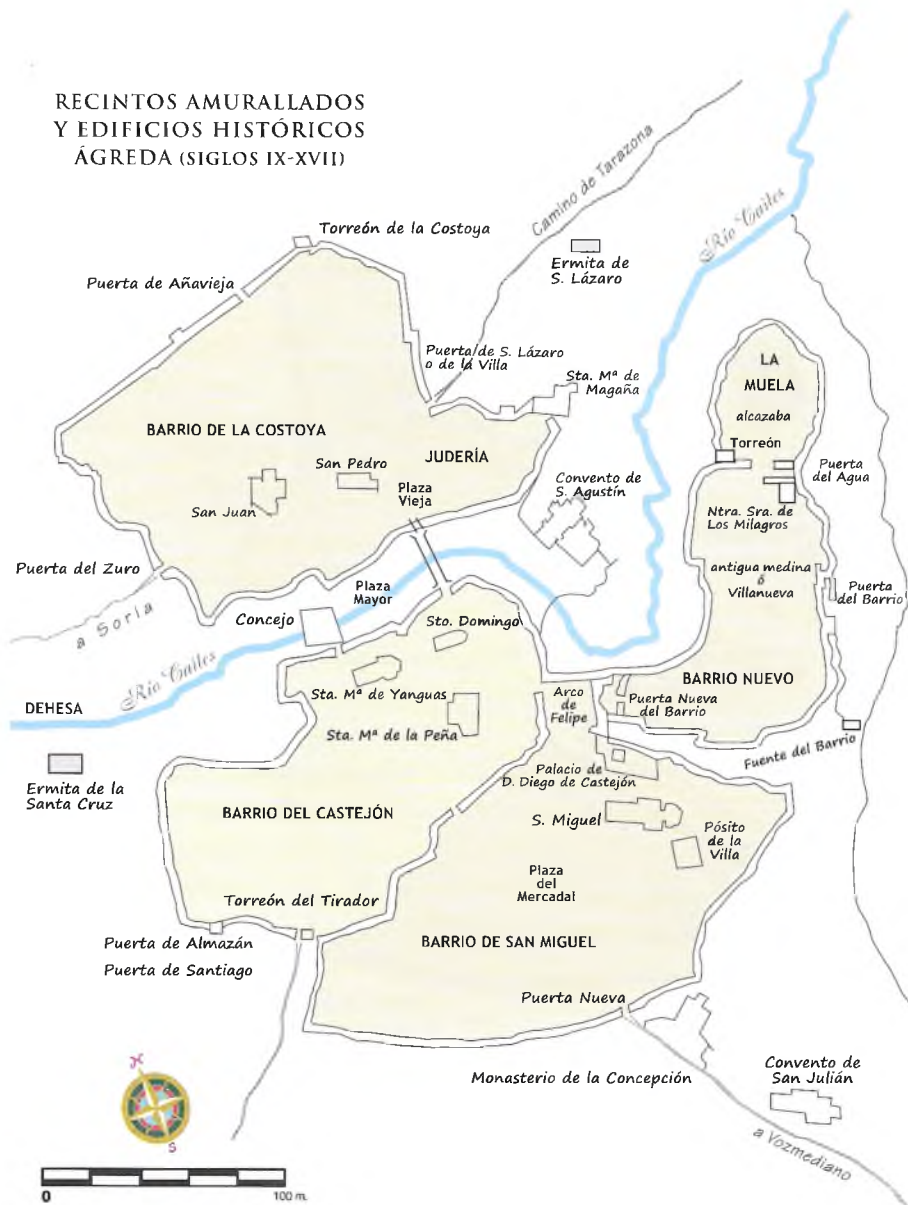 RECINTOS AMURALLADOS
Y EDIFICIOS HISTÓRICOS
ÁGREDA (SIGLOS IX-XVII)
Camino de Tarazona
Río Cailes
Torreón de la Costoya
Ermita de
S. Lázaro
Puerta de Añavieja
Puerta de S. Lázaro
o de la Villa
Sta. Mª de
Magaña
LA
MUELA
alcazaba
Torreón
Puerta
del Agua
BARRIO DE LA COSTOYA
JUDERÍA
San Pedro
San Juan
Plaza
Vieja
Convento de
S. Agustín
Ntra. Sra. de
Los Milagros
Puerta del Zuro
a Soria
Plaza
Mayor
antigua medina
ó
Villanueva
Puerta
del Barrio
Concejo
Sto. Domingo
Río Cailes
DEHESA
Sta. Mª de Yanguas
Sta. Mª de la Peña
Arco
de
Felipe
BARRIO NUEVO
Puerta Nueva
del Barrio
Fuente del Barrio
Ermita de la
Santa Cruz
Palacio de
D. Diego de Castejón
BARRIO DEL CASTEJÓN
S. Miguel
Pósito
de la
Villa
Plaza
del
Mercadal
Torreón del Tirador
Puerta de Almazán
Puerta de Santiago
BARRIO DE SAN MIGUEL
Puerta Nueva
Monasterio de la Concepción
Convento de
San Julián
a Vozmediano
N
S
0 100 m.